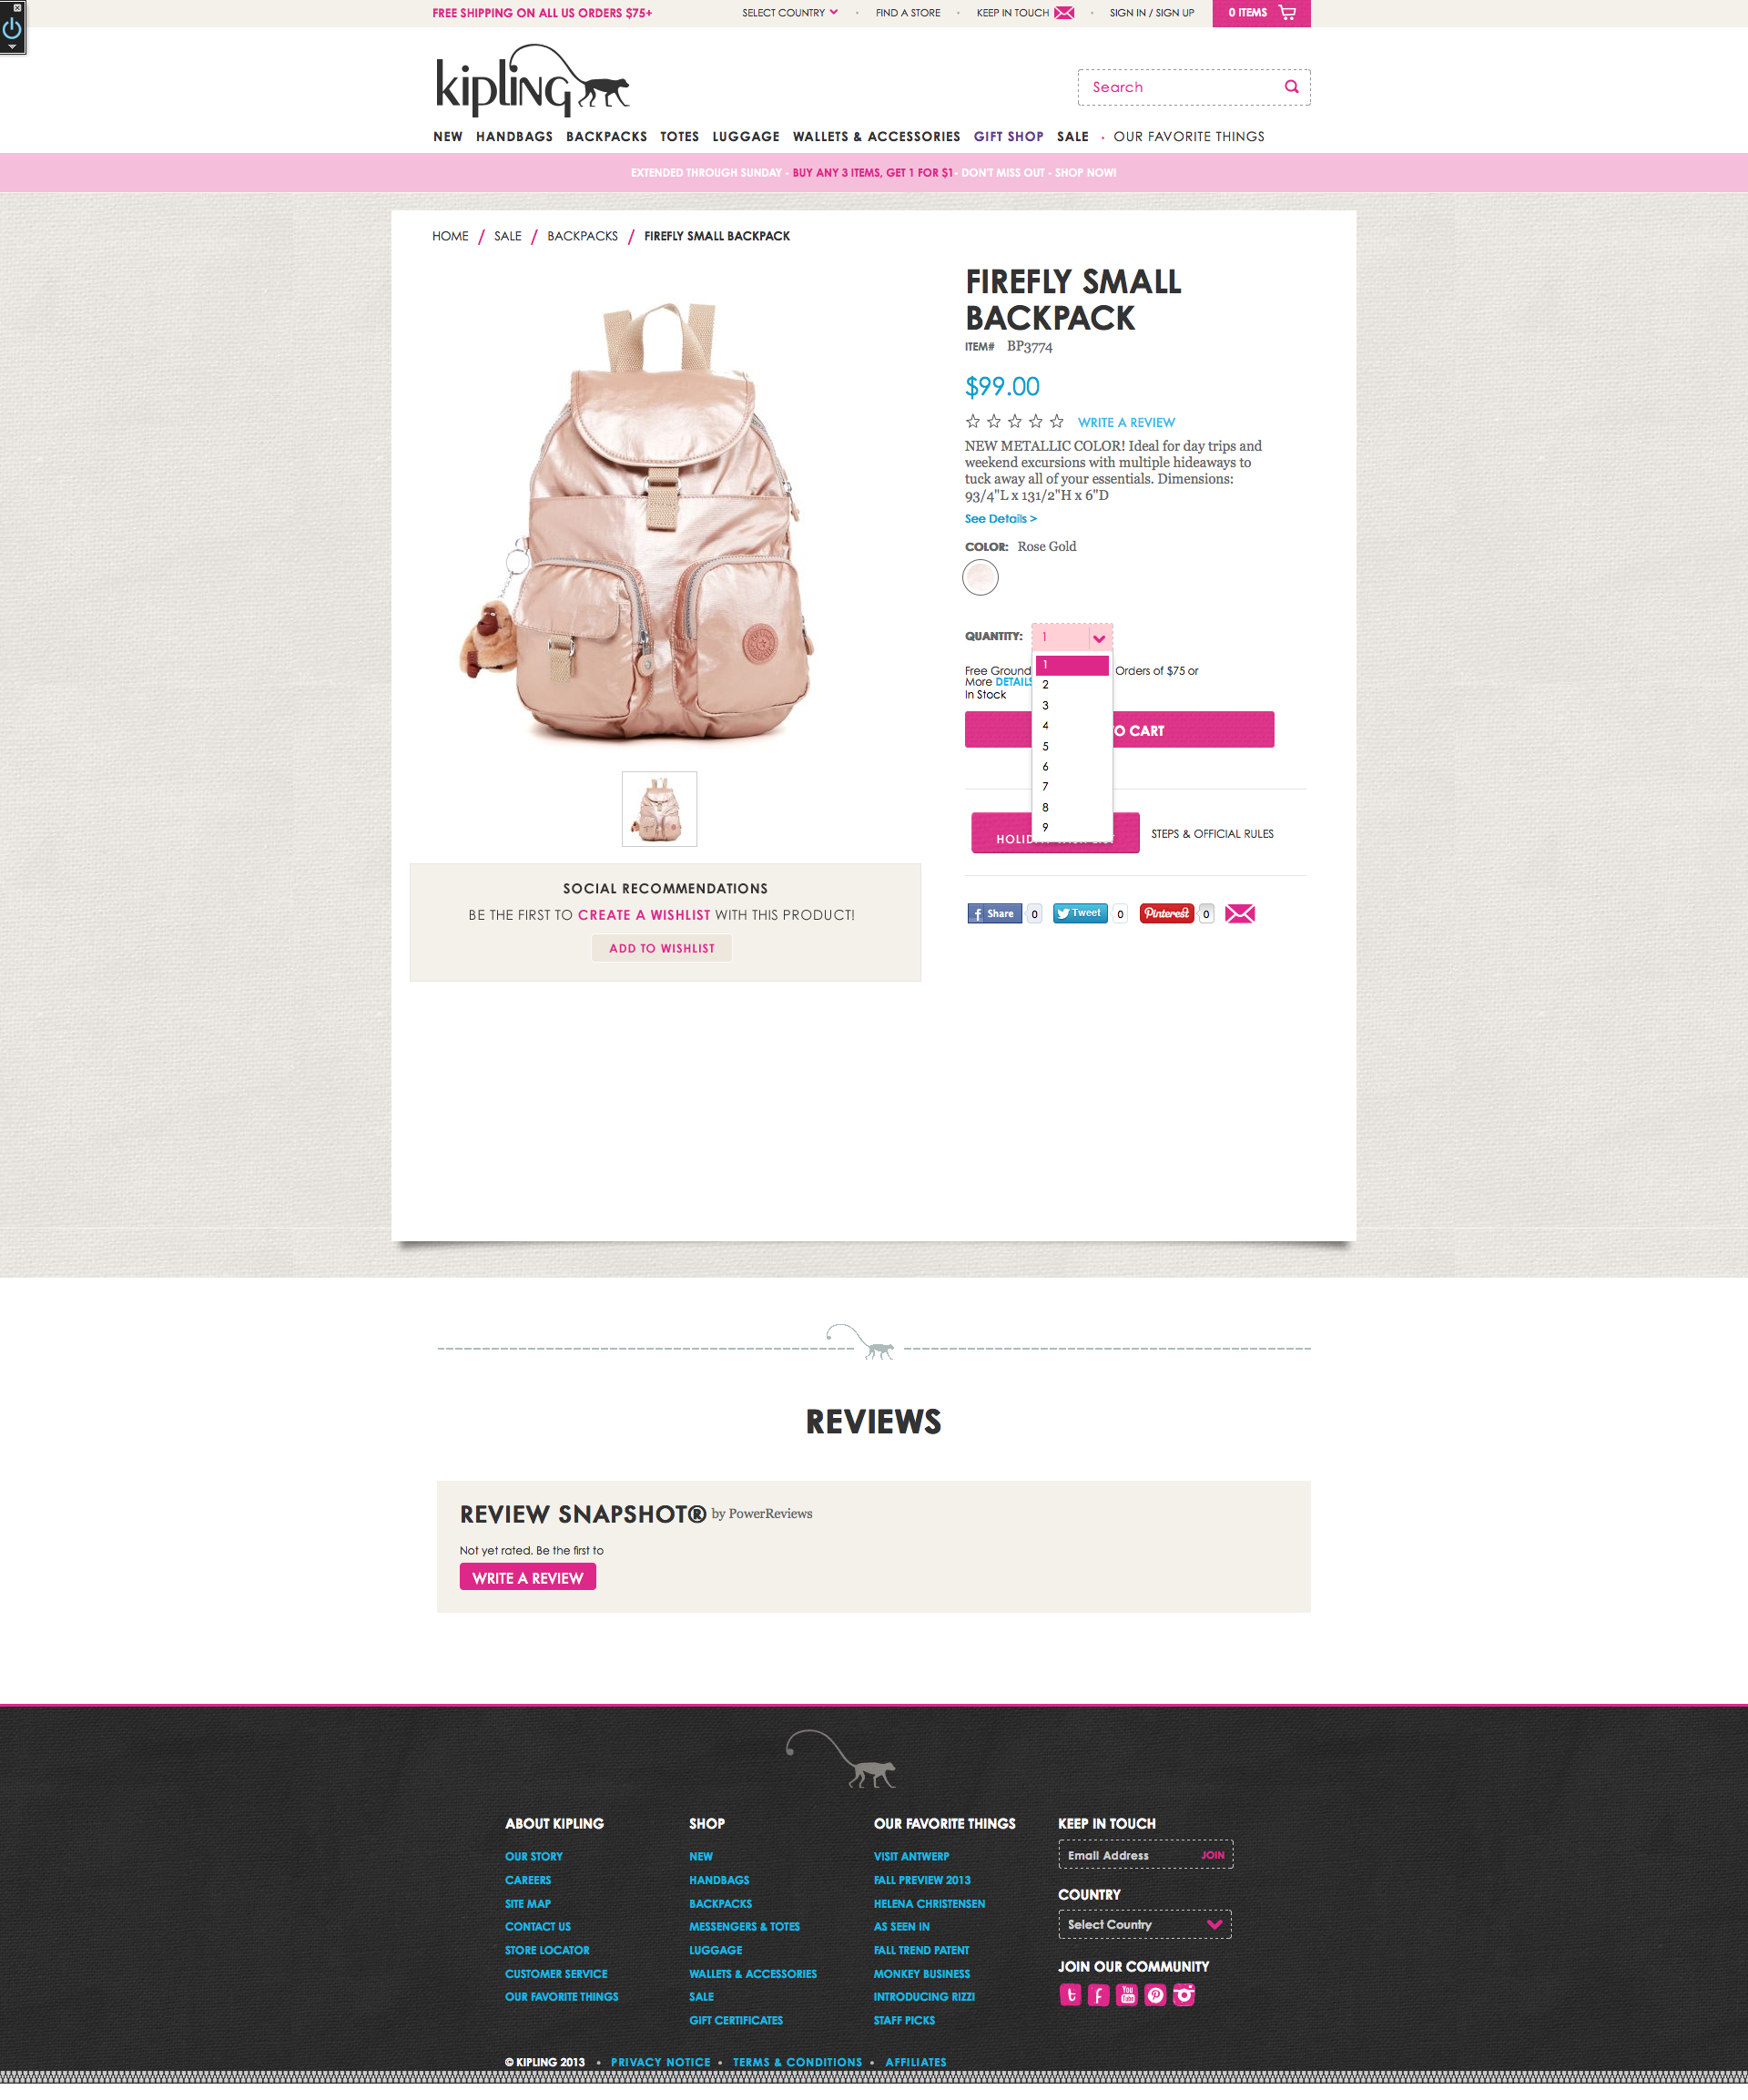 FREE SHIPPING ON ALL US ORDERS $75+
SELECT COUNTRY • FIND A STORE • KEEP IN TOUCH • SIGN IN / SIGN UP
0 ITEMS
kipling
Search
NEW HANDBAGS BACKPACKS TOTES LUGGAGE WALLETS & ACCESSORIES GIFT SHOP SALE • OUR FAVORITE THINGS
EXTENDED THROUGH SUNDAY - BUY ANY 3 ITEMS, GET 1 FOR $1- DON'T MISS OUT - SHOP NOW!
HOME / SALE / BACKPACKS / FIREFLY SMALL BACKPACK
FIREFLY SMALL
BACKPACK
ITEM# BP3774
$99.00
WRITE A REVIEW
NEW METALLIC COLOR! Ideal for day trips and
weekend excursions with multiple hideaways to
tuck away all of your essentials. Dimensions:
93/4"L x 131/2"H x 6"D
See Details >
COLOR: Rose Gold
QUANTITY: 1
1
2
3
4
5
6
7
8
9
Free Ground Orders of $75 or
More DETAILS
In Stock
TO CART
HOLID
STEPS & OFFICIAL RULES
Share 0 Tweet 0 Pinterest 0
SOCIAL RECOMMENDATIONS
BE THE FIRST TO CREATE A WISHLIST WITH THIS PRODUCT!
ADD TO WISHLIST
REVIEWS
REVIEW SNAPSHOT® by PowerReviews
Not yet rated. Be the first to
WRITE A REVIEW
ABOUT KIPLING
OUR STORY
CAREERS
SITE MAP
CONTACT US
STORE LOCATOR
CUSTOMER SERVICE
OUR FAVORITE THINGS
SHOP
NEW
HANDBAGS
BACKPACKS
MESSENGERS & TOTES
LUGGAGE
WALLETS & ACCESSORIES
SALE
GIFT CERTIFICATES
OUR FAVORITE THINGS
VISIT ANTWERP
FALL PREVIEW 2013
HELENA CHRISTENSEN
AS SEEN IN
FALL TREND PATENT
MONKEY BUSINESS
INTRODUCING RIZZI
STAFF PICKS
KEEP IN TOUCH
Email Address JOIN
COUNTRY
Select Country
JOIN OUR COMMUNITY
You Tube
© KIPLING 2013 • PRIVACY NOTICE • TERMS & CONDITIONS • AFFILIATES